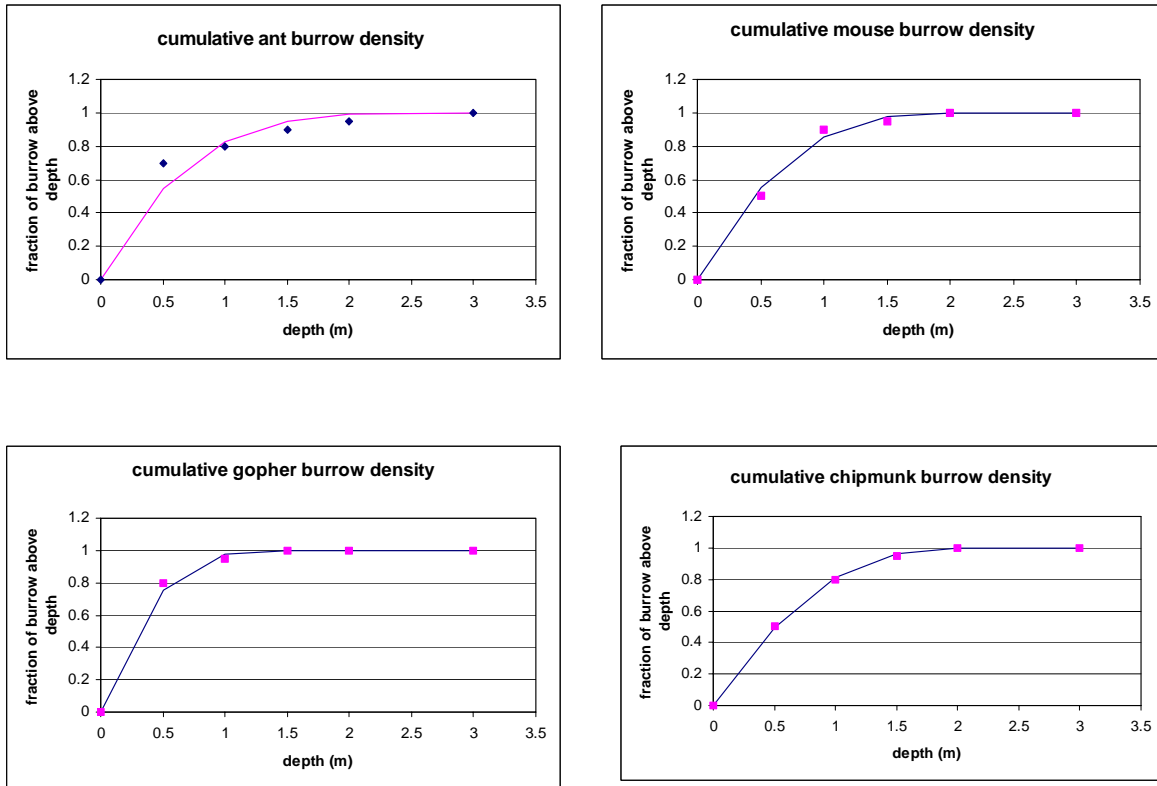 cumulative ant burrow density
fraction of burrow above
depth
1.2
1
0.8
0.6
0.4
0.2
0
0 0.5 1 1.5 2 2.5 3 3.5
depth (m)
cumulative mouse burrow density
fraction of burrow above
depth
1.2
1
0.8
0.6
0.4
0.2
0
0 0.5 1 1.5 2 2.5 3 3.5
depth (m)
cumulative gopher burrow density
fraction of burrow above
depth
1.2
1
0.8
0.6
0.4
0.2
0
0 0.5 1 1.5 2 2.5 3 3.5
depth (m)
cumulative chipmunk burrow density
fraction of burrow above
depth
1.2
1
0.8
0.6
0.4
0.2
0
0 0.5 1 1.5 2 2.5 3 3.5
depth (m)